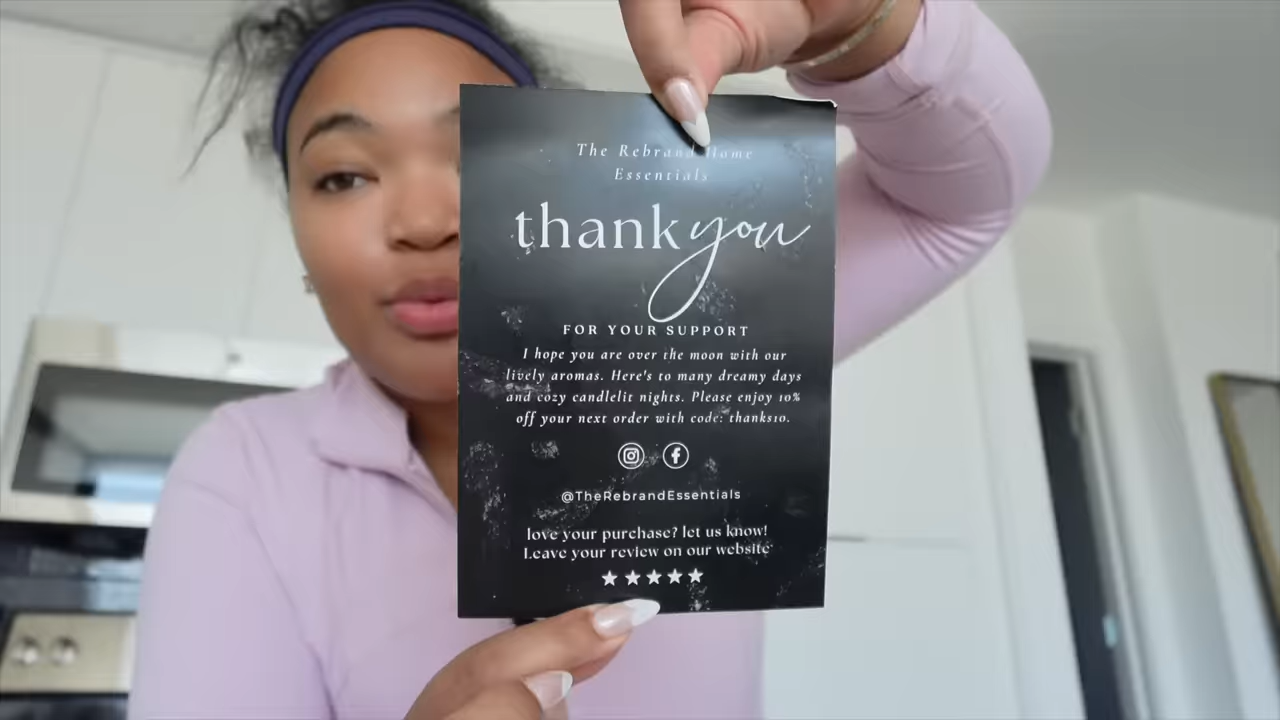 The Rebrand Home
Essentials
thank you
FOR YOUR SUPPORT
I hope you are over the moon with our
lively aromas. Here's to many dreamy days
and cozy candlelit nights. Please enjoy 10%
off your next order with code: thanks10.
@TheRebrandEssentials
love your purchase? let us know!
Leave your review on our website